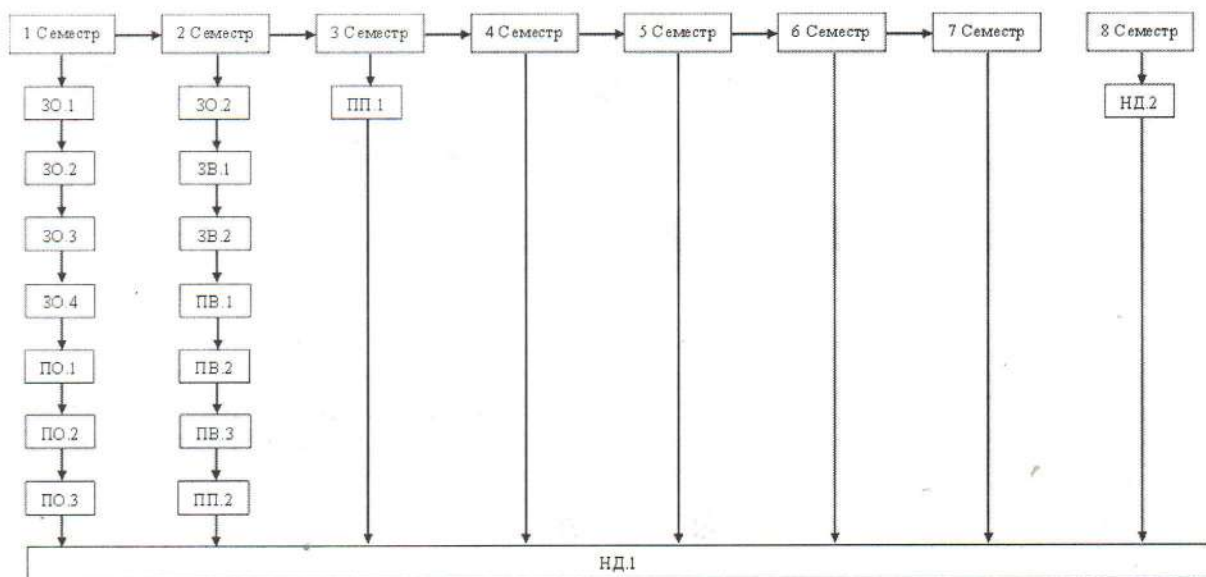 1 Семестр 2 Семестр 3 Семестр 4 Семестр 5 Семестр 6 Семестр 7 Семестр 8 Семестр
ЗО.1 ЗО.2 ПП.1 НД.2
ЗО.2 ЗВ.1
ЗО.3 ЗВ.2
ЗО.4 ПВ.1
ПО.1 ПВ.2
ПО.2 ПВ.3
ПО.3 ПП.2
НД.1